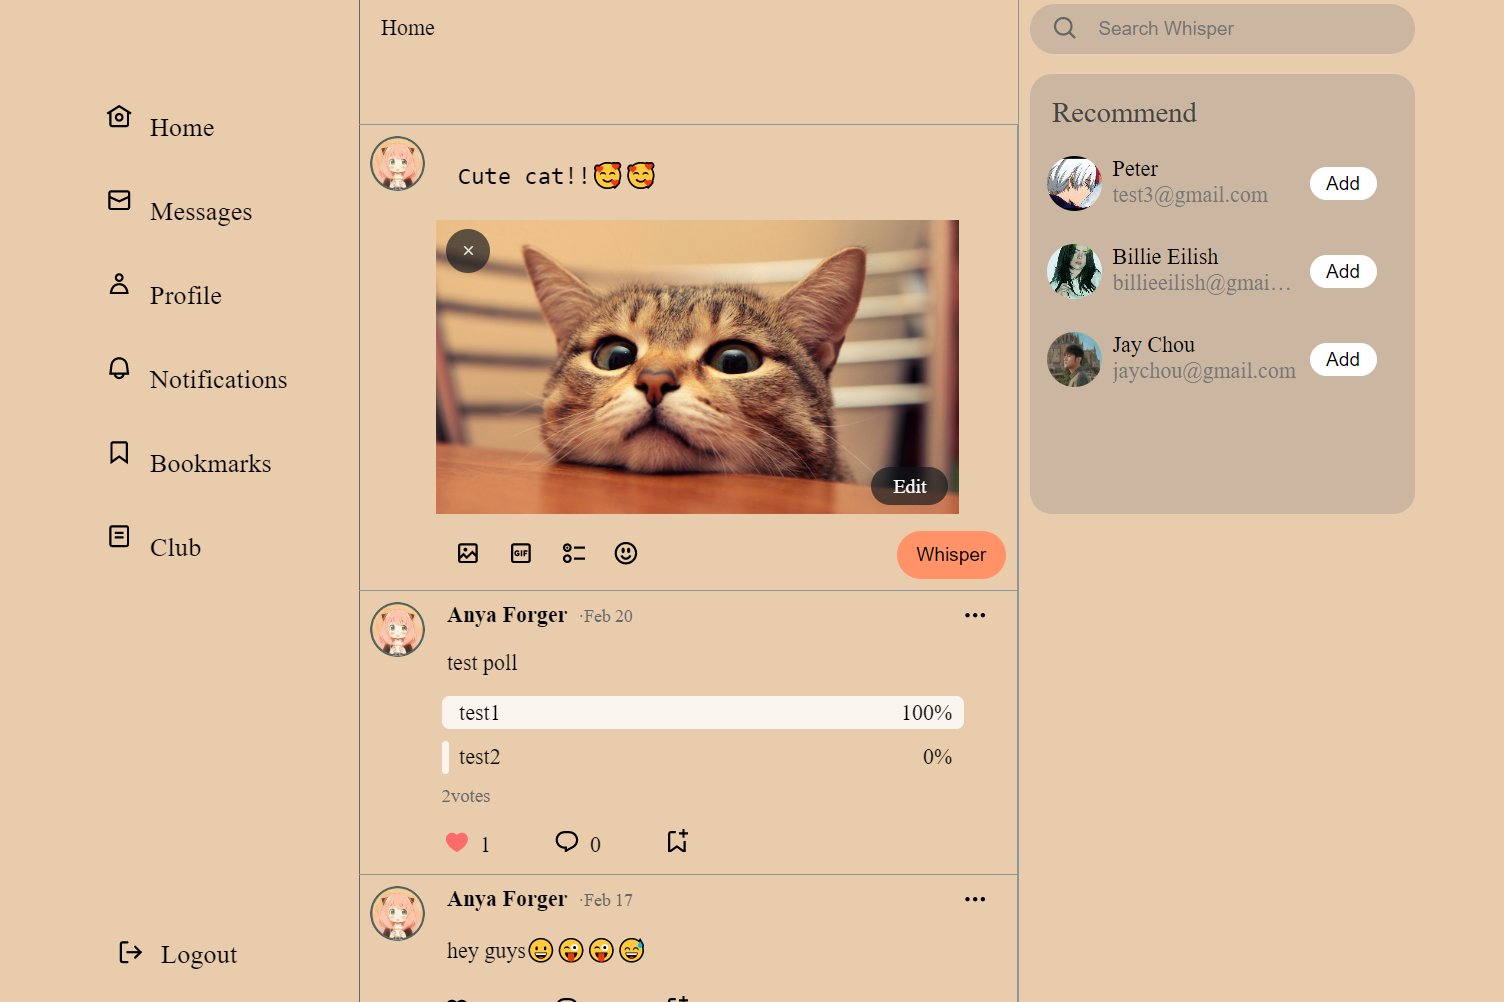 Home
Messages
Profile
Notifications
Bookmarks
Club
Logout
Home
Cute cat!!🥰🥰
×
Edit
GIF
Whisper
Anya Forger ·Feb 20
test poll
test1 100%
test2 0%
2votes
1 0
Anya Forger ·Feb 17
hey guys😀😜😜😅
Search Whisper
Recommend
Peter
test3@gmail.com
Add
Billie Eilish
billieeilish@gmai…
Add
Jay Chou
jaychou@gmail.com
Add